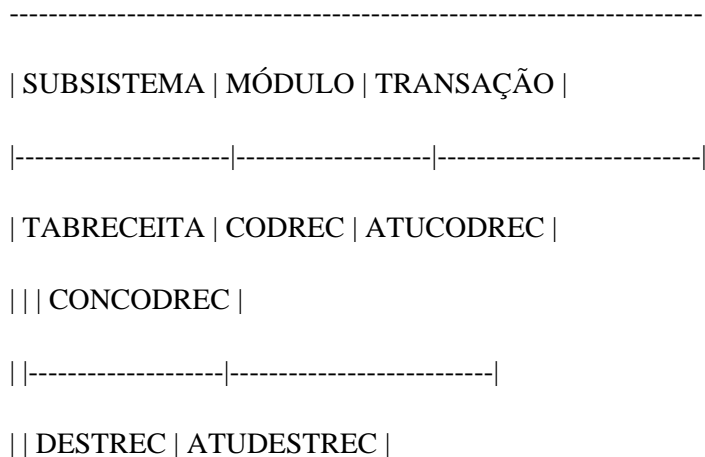 -----------------------------------------------------------------------
| SUBSISTEMA | MÓDULO | TRANSAÇÃO |
|----------------------|--------------------|---------------------------|
| TABRECEITA | CODREC | ATUCODREC |
| | | CONCODREC |
| |--------------------|---------------------------|
| | DESTREC | ATUDESTREC |